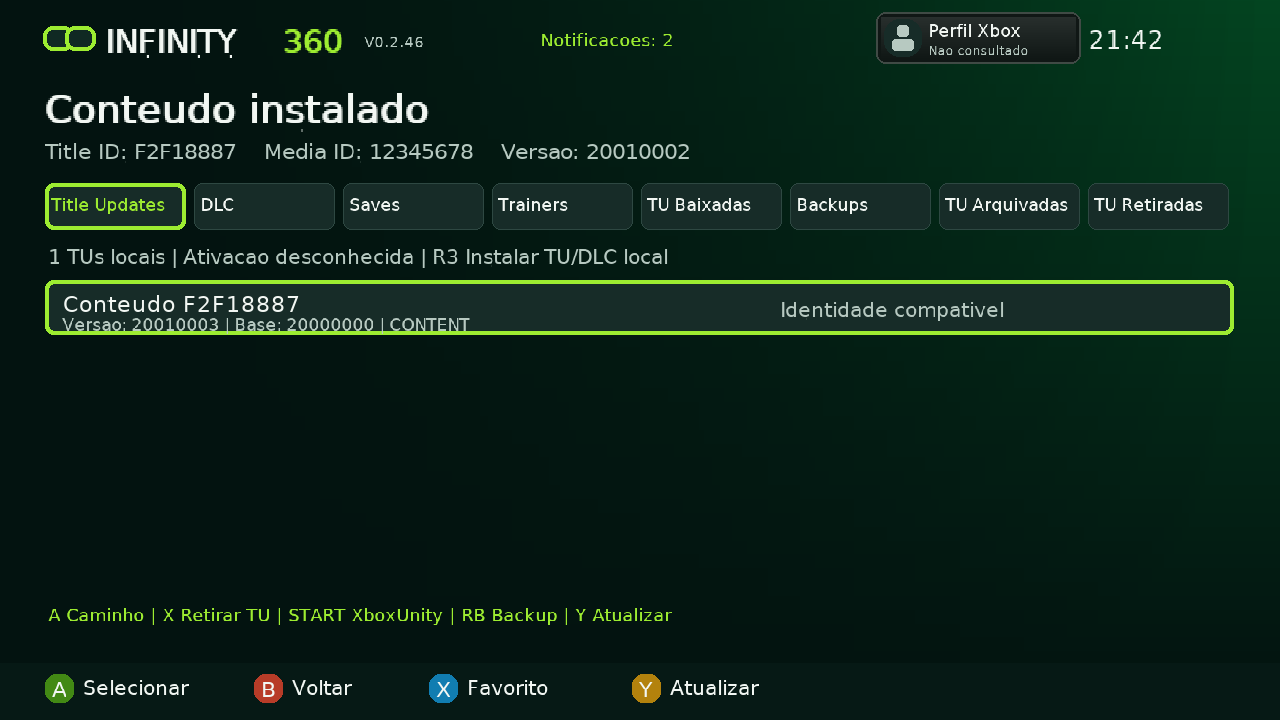 INFINITY 360 V0.2.46 Notificacoes: 2 Perfil Xbox 21:42
Nao consultado
Conteudo instalado
Title ID: F2F18887 Media ID: 12345678 Versao: 20010002
Title Updates DLC Saves Trainers TU Baixadas Backups TU Arquivadas TU Retiradas
1 TUs locais | Ativacao desconhecida | R3 Instalar TU/DLC local
Conteudo F2F18887 Identidade compativel
Versao: 20010003 | Base: 20000000 | CONTENT
A Caminho | X Retirar TU | START XboxUnity | RB Backup | Y Atualizar
A Selecionar B Voltar X Favorito Y Atualizar